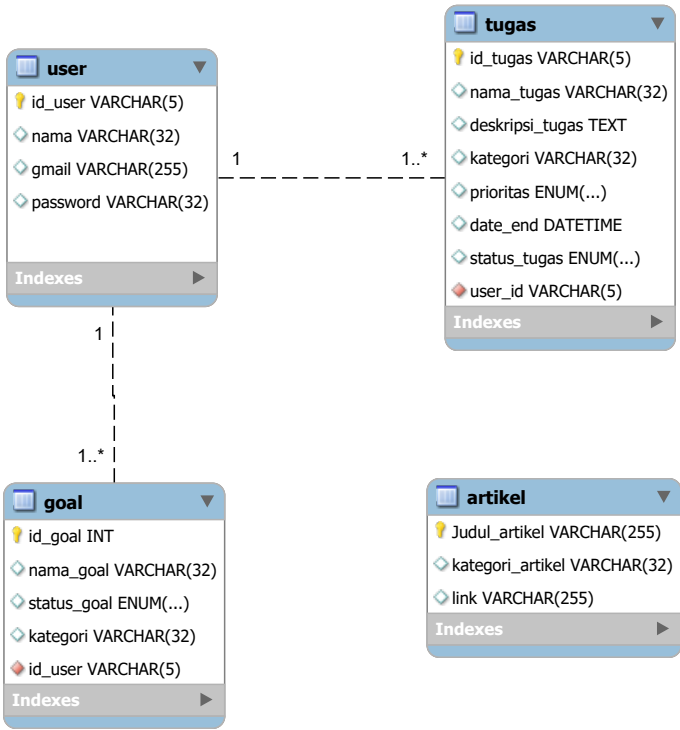 user
id_user VARCHAR(5)
nama VARCHAR(32)
gmail VARCHAR(255)
password VARCHAR(32)
Indexes
1
1..*
tugas
id_tugas VARCHAR(5)
nama_tugas VARCHAR(32)
deskripsi_tugas TEXT
kategori VARCHAR(32)
prioritas ENUM(...)
date_end DATETIME
status_tugas ENUM(...)
user_id VARCHAR(5)
Indexes
1
1..*
goal
id_goal INT
nama_goal VARCHAR(32)
status_goal ENUM(...)
kategori VARCHAR(32)
id_user VARCHAR(5)
Indexes
artikel
Judul_artikel VARCHAR(255)
kategori_artikel VARCHAR(32)
link VARCHAR(255)
Indexes